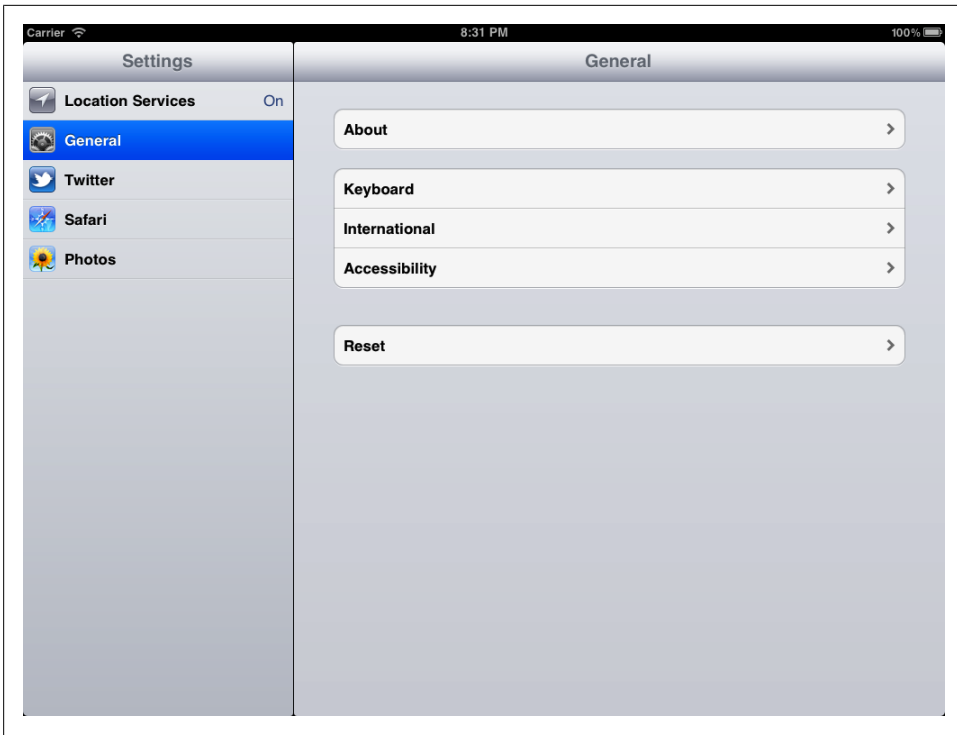 Carrier 8:31 PM 100%
Settings
Location Services On
General
Twitter
Safari
Photos
General
About
Keyboard
International
Accessibility
Reset